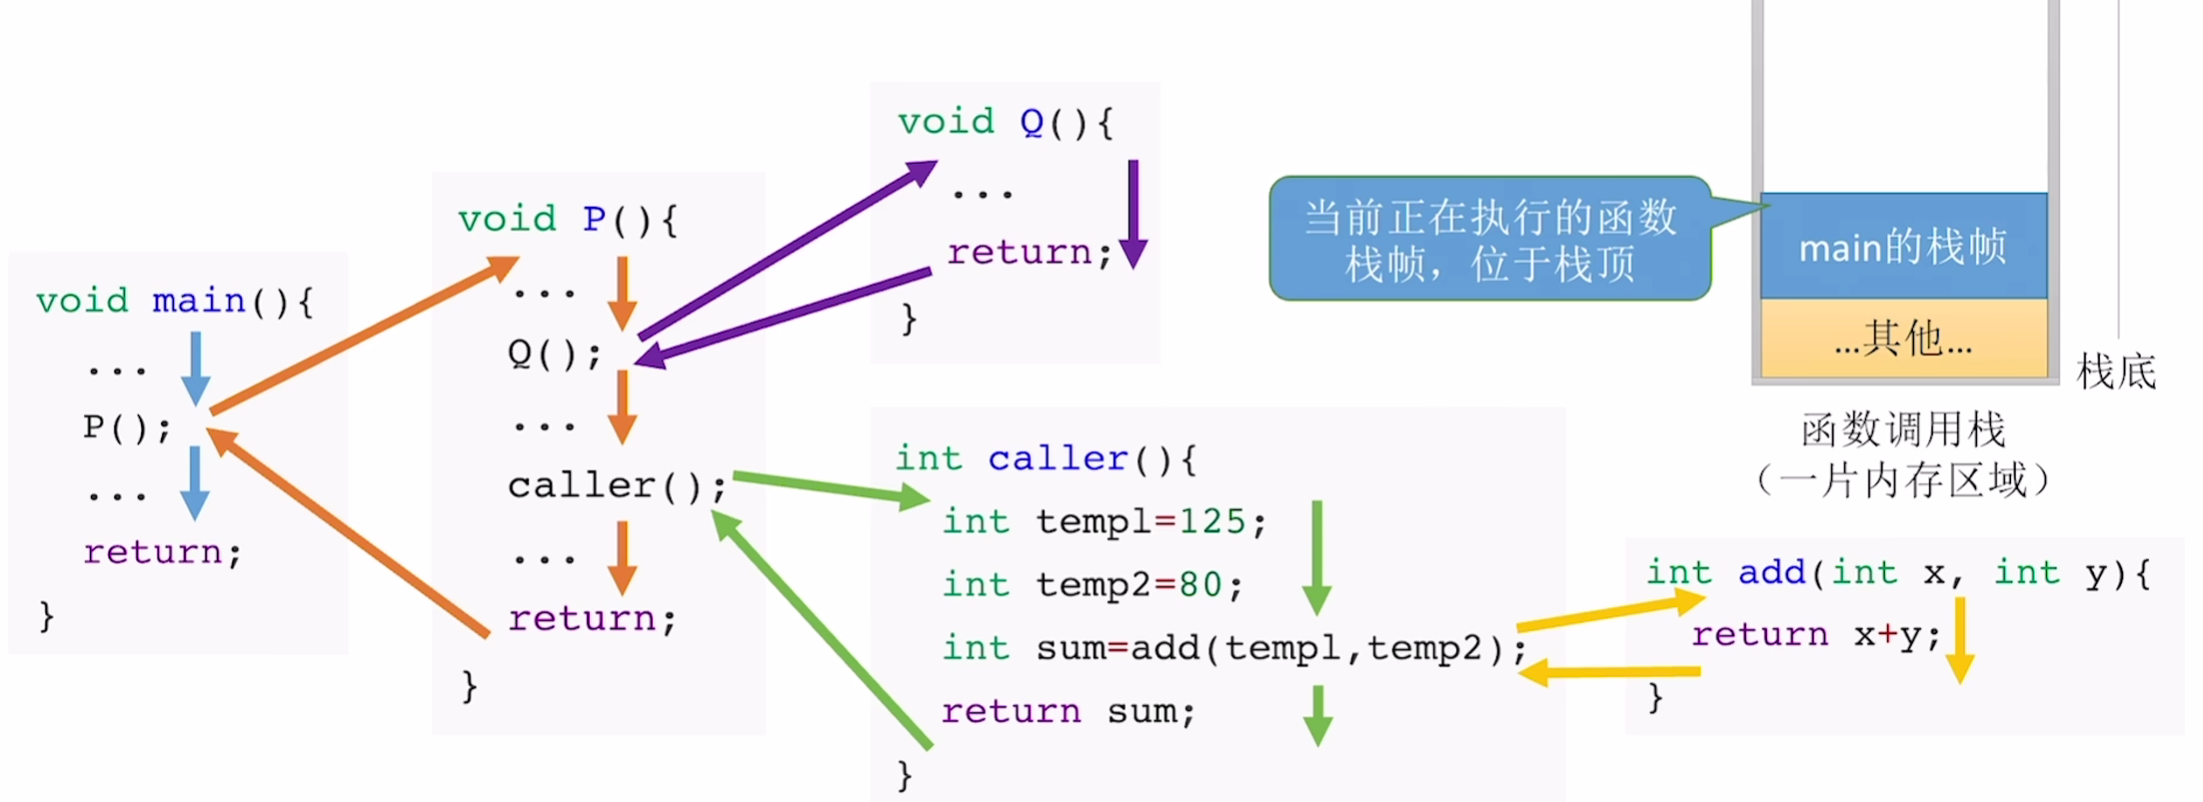 void main(){
...
P();
...
return;
}
void P(){
...
Q();
...
caller();
...
return;
}
void Q(){
...
return;
}
int caller(){
int temp1=125;
int temp2=80;
int sum=add(temp1,temp2);
return sum;
}
int add(int x, int y){
return x+y;
}
当前正在执行的函数
栈帧，位于栈顶
main的栈帧
...其他...
栈底
函数调用栈
（一片内存区域）